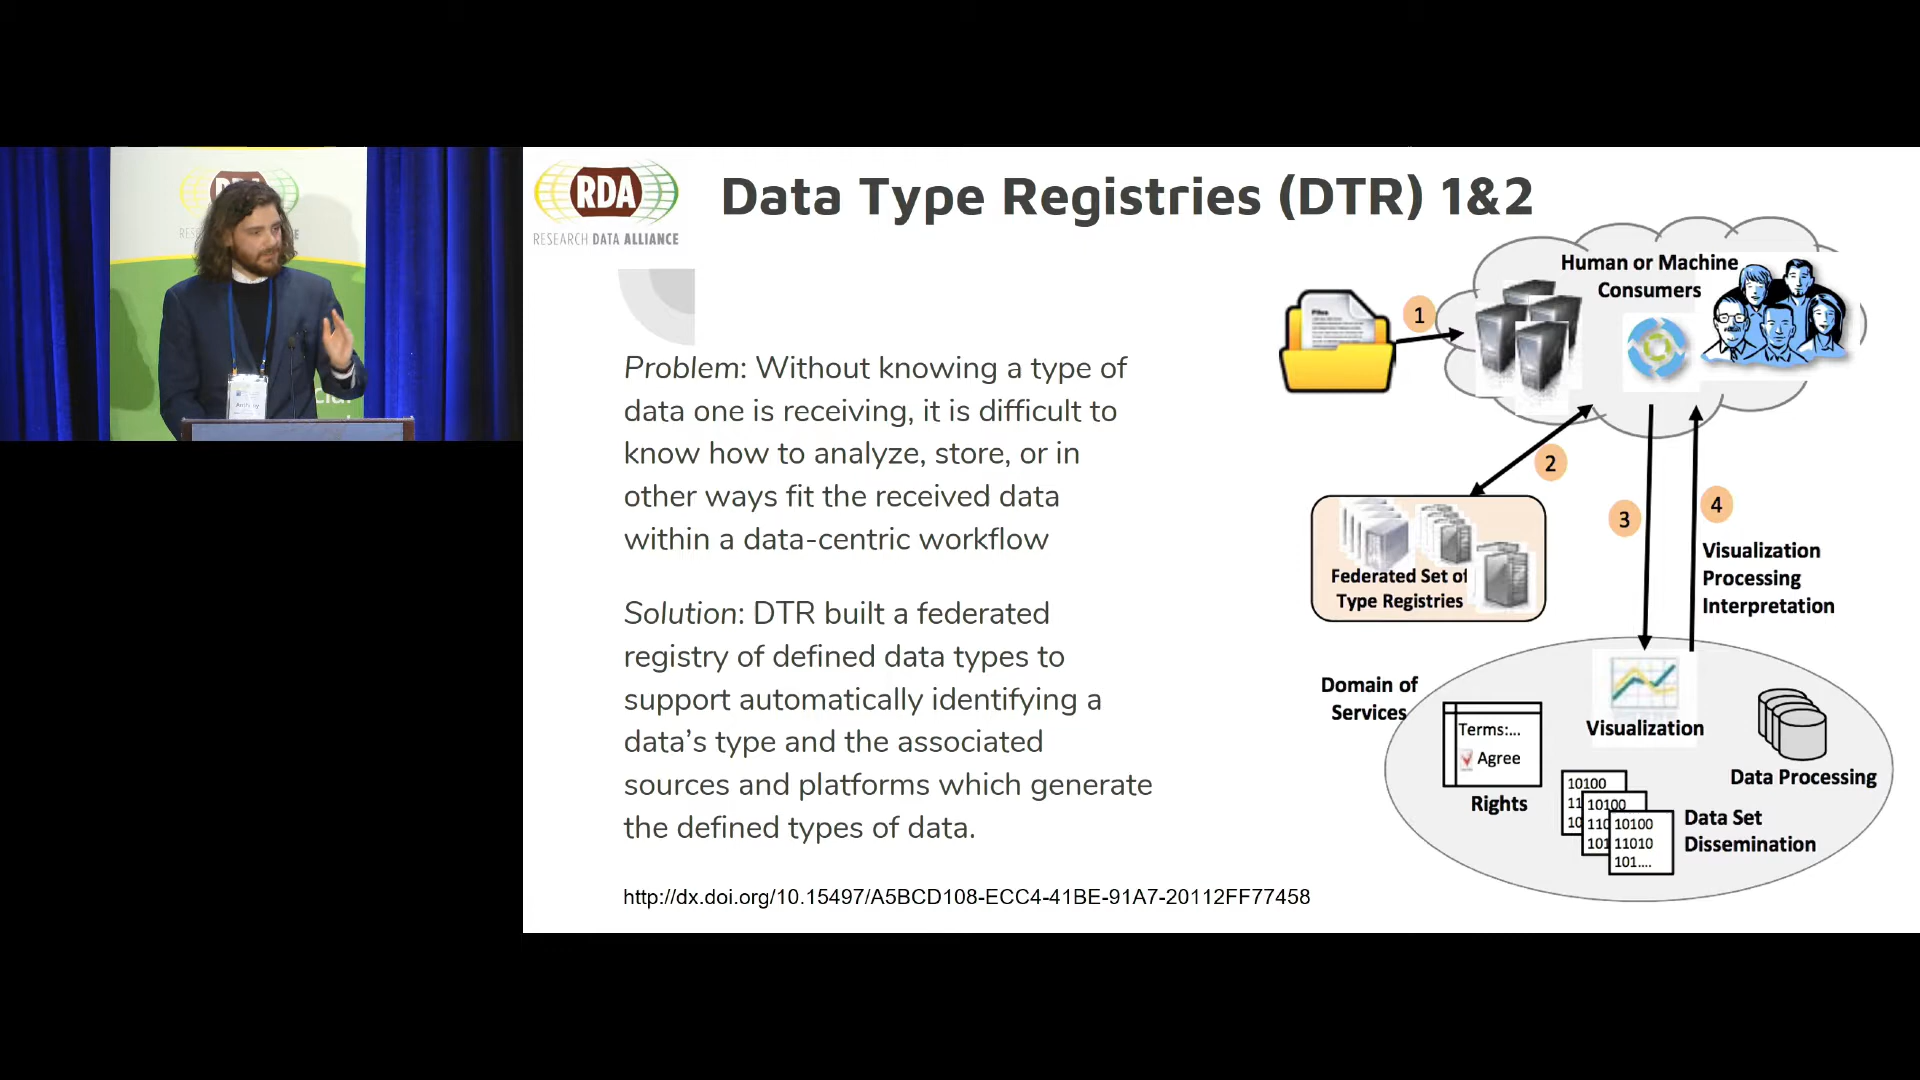 RDA
RESEARCH DATA ALLIANCE
Data Type Registries (DTR) 1&2
Problem: Without knowing a type of
data one is receiving, it is difficult to
know how to analyze, store, or in
other ways fit the received data
within a data-centric workflow
Solution: DTR built a federated
registry of defined data types to
support automatically identifying a
data’s type and the associated
sources and platforms which generate
the defined types of data.
http://dx.doi.org/10.15497/A5BCD108-ECC4-41BE-91A7-20112FF77458
Human or Machine
Consumers
Files
1
2
3
4
Federated Set of
Type Registries
Visualization
Processing
Interpretation
Domain of
Services
Terms:...
Agree
Rights
Visualization
Data Processing
10100
11
10
10100
110
101
10100
11010
101....
Data Set
Dissemination